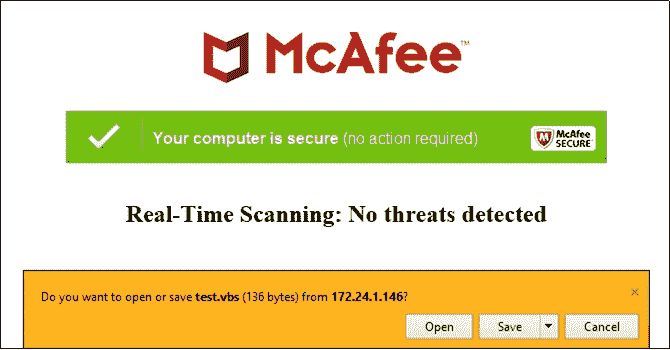 McAfee™
Your computer is secure (no action required)
McAfee
SECURE™
Real-Time Scanning: No threats detected
Do you want to open or save test.vbs (136 bytes) from 172.24.1.146?
×
Open
Save
Cancel